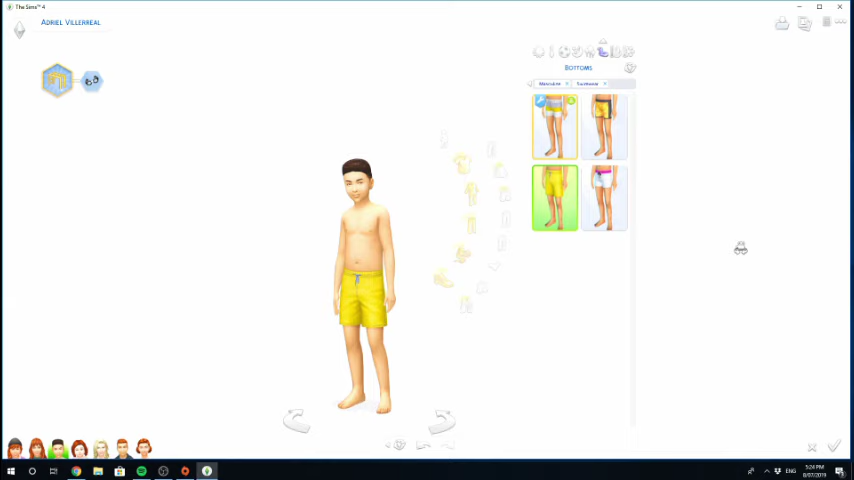 The Sims™ 4
ADRIEL VILLERREAL
BOTTOMS
Masculine × Swimwear ×
ENG
5:24 PM
8/07/2019